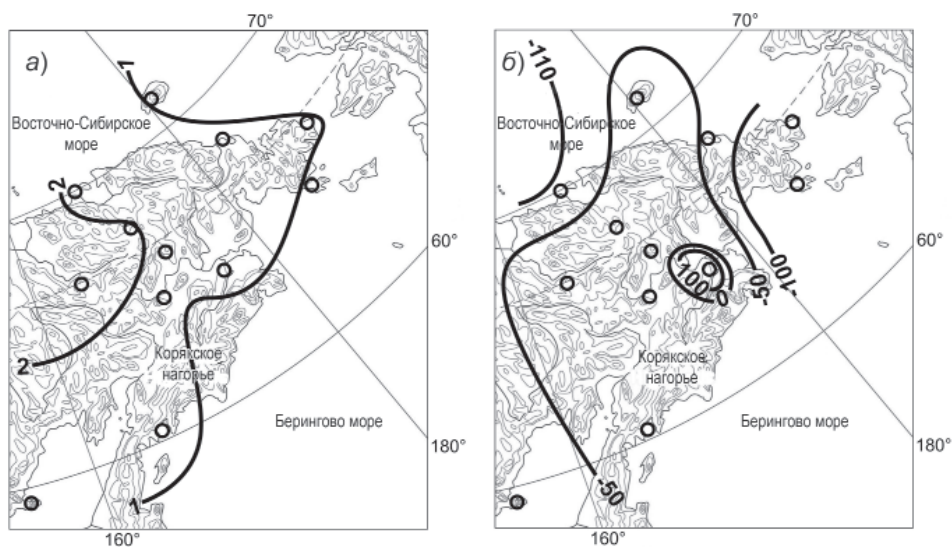 70°
а)
1
Восточно-Сибирское
море
2
60°
2
Корякское
нагорье
Берингово море
180°
1
160°
70°
б)
-110
Восточно-Сибирское
море
60°
100
0
-50
-100
Корякское
нагорье
Берингово море
180°
-50
160°